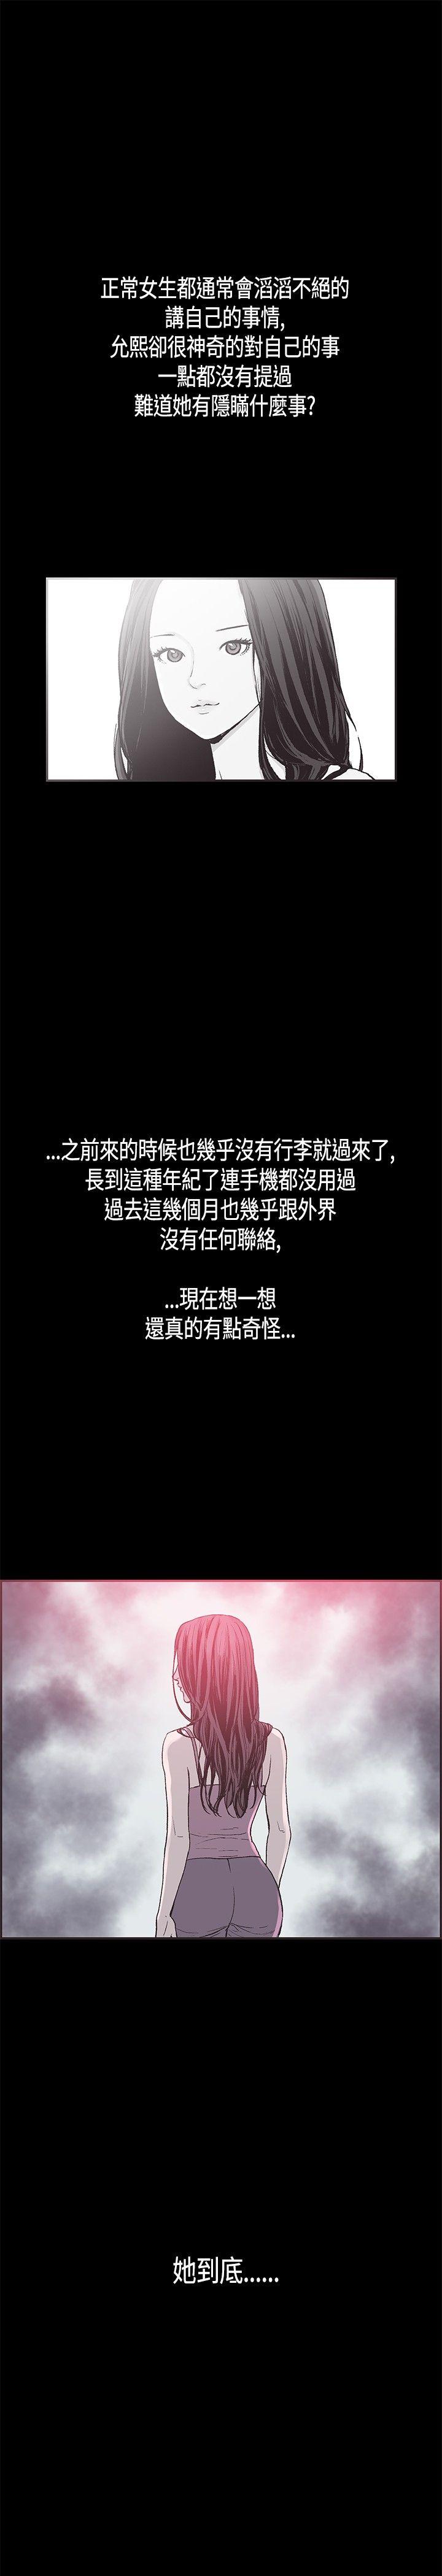 正常女生都通常會滔滔不絕的
講自己的事情,
允熙卻很神奇的對自己的事
一點都沒有提過
難道她有隱瞞什麼事?
...之前來的時候也幾乎沒有行李就過來了,
長到這種年紀了連手機都沒用過
過去這幾個月也幾乎跟外界
沒有任何聯絡,
...現在想一想
還真的有點奇怪...
她到底......